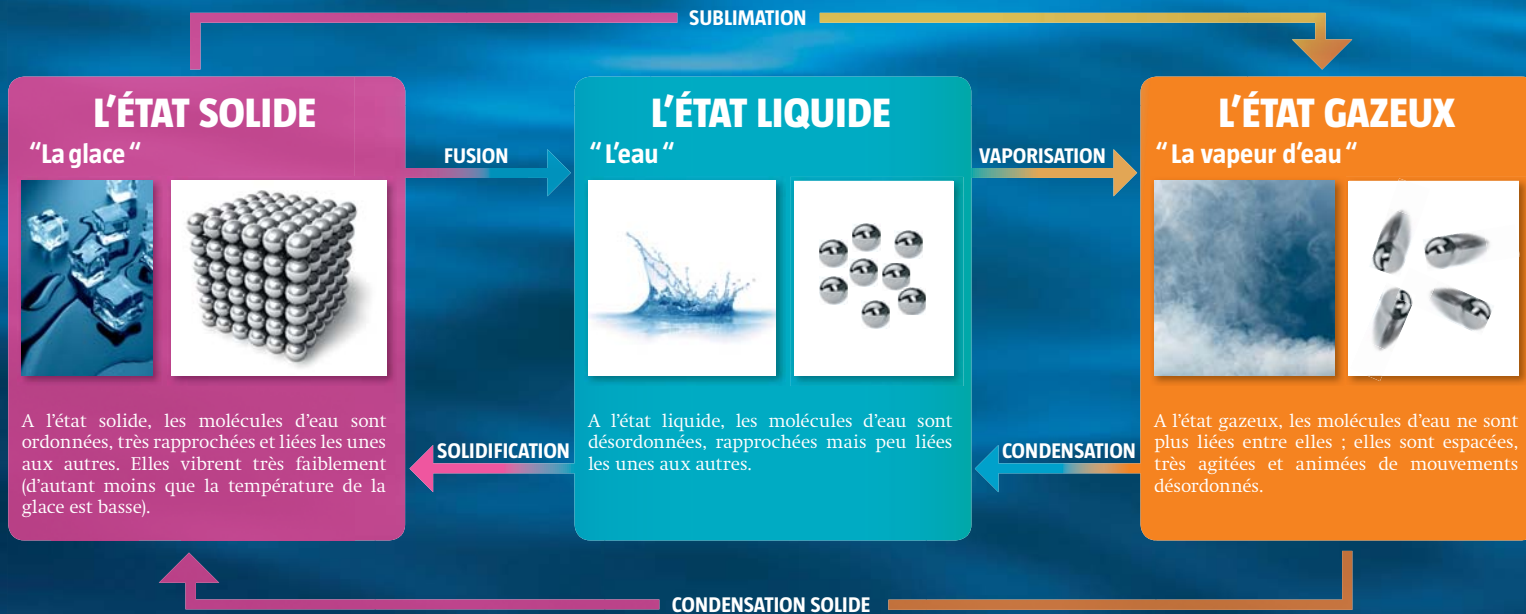 SUBLIMATION
L'ÉTAT SOLIDE
"La glace "
FUSION
L'ÉTAT LIQUIDE
" L'eau "
VAPORISATION
L'ÉTAT GAZEUX
" La vapeur d'eau "
A l'état solide, les molécules d'eau sont
ordonnées, très rapprochées et liées les unes
aux autres. Elles vibrent très faiblement
(d'autant moins que la température de la
glace est basse).
SOLIDIFICATION
A l'état liquide, les molécules d'eau sont
désordonnées, rapprochées mais peu liées
les unes aux autres.
CONDENSATION
A l'état gazeux, les molécules d'eau ne sont
plus liées entre elles ; elles sont espacées,
très agitées et animées de mouvements
désordonnés.
CONDENSATION SOLIDE